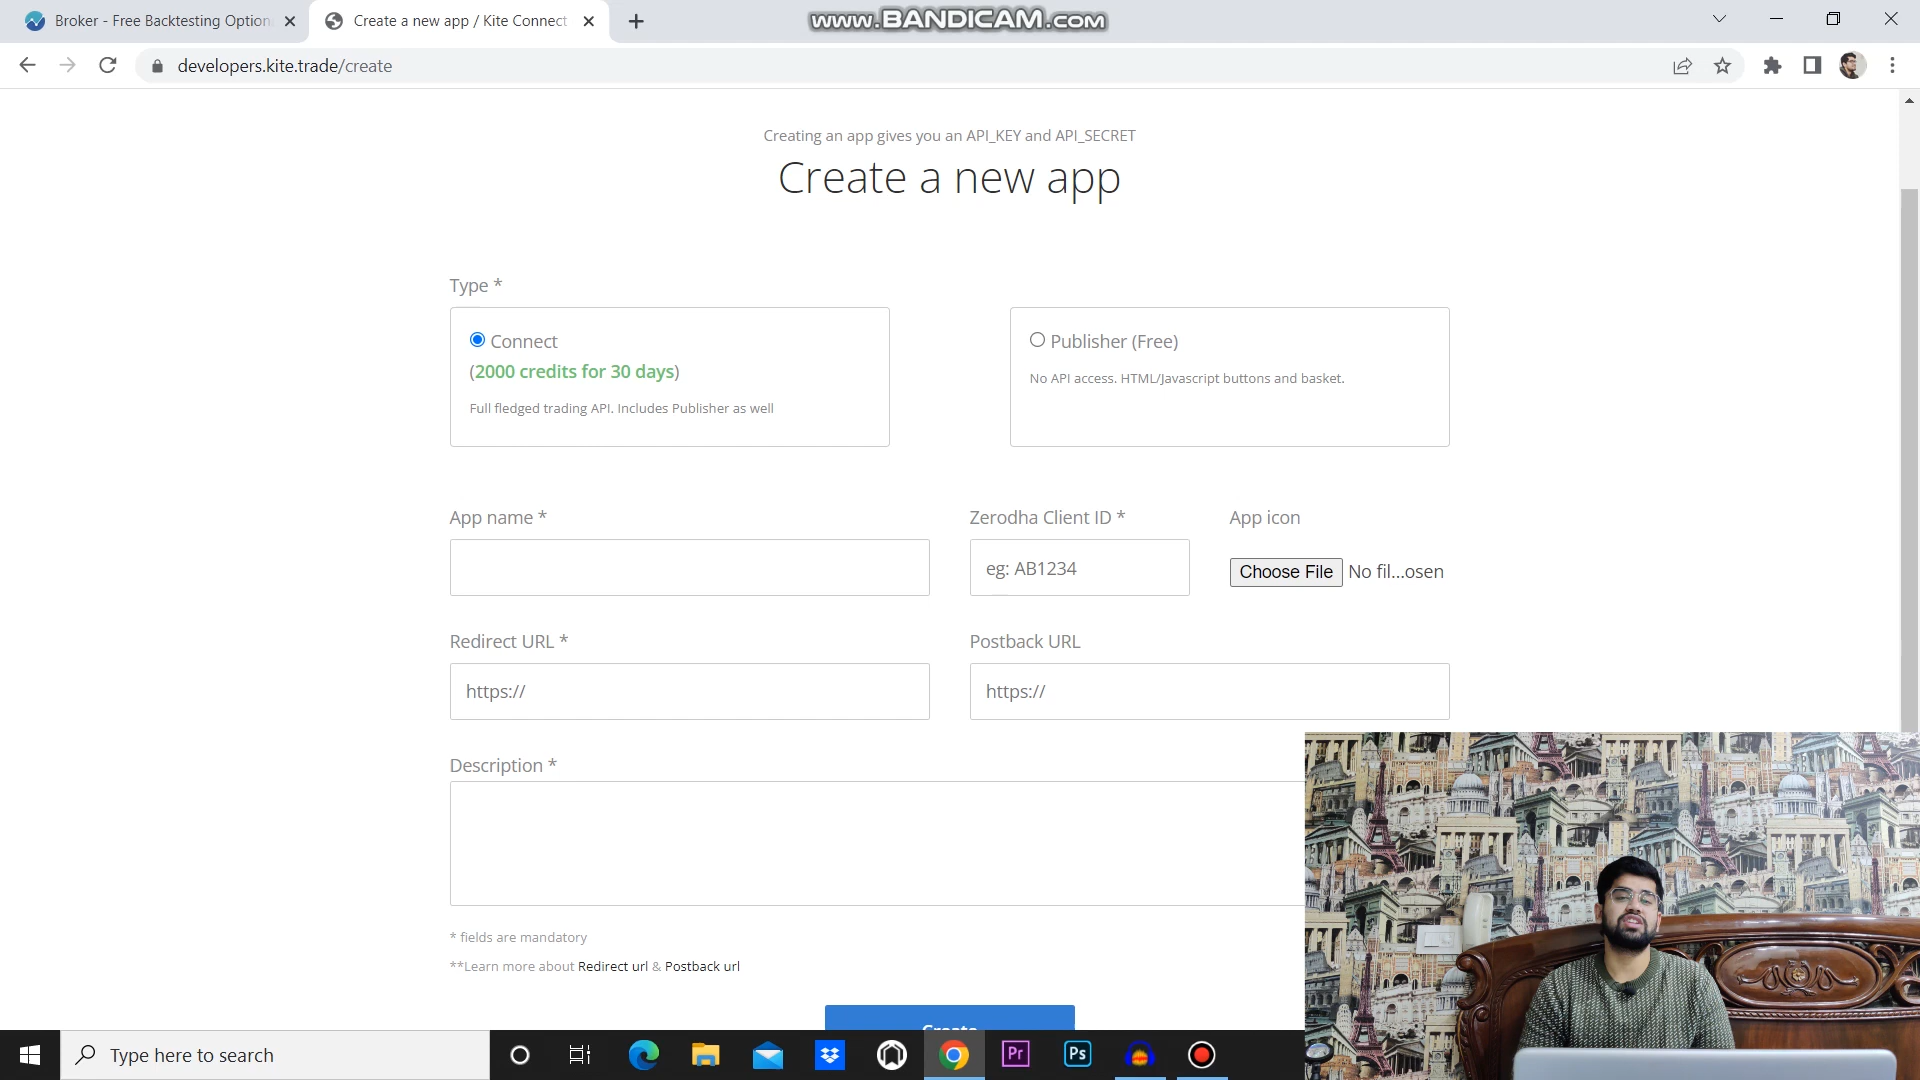 Broker - Free Backtesting Option
Create a new app / Kite Connect
www.BANDICAM.com
developers.kite.trade/create
Creating an app gives you an API_KEY and API_SECRET
Create a new app
Type *
Connect
(2000 credits for 30 days)
Full fledged trading API. Includes Publisher as well
Publisher (Free)
No API access. HTML/Javascript buttons and basket.
App name *
Zerodha Client ID *
App icon
eg: AB1234
Choose File No fil...osen
Redirect URL *
Postback URL
https://
https://
Description *
* fields are mandatory
**Learn more about Redirect url & Postback url
Create
Type here to search
Pr
Ps